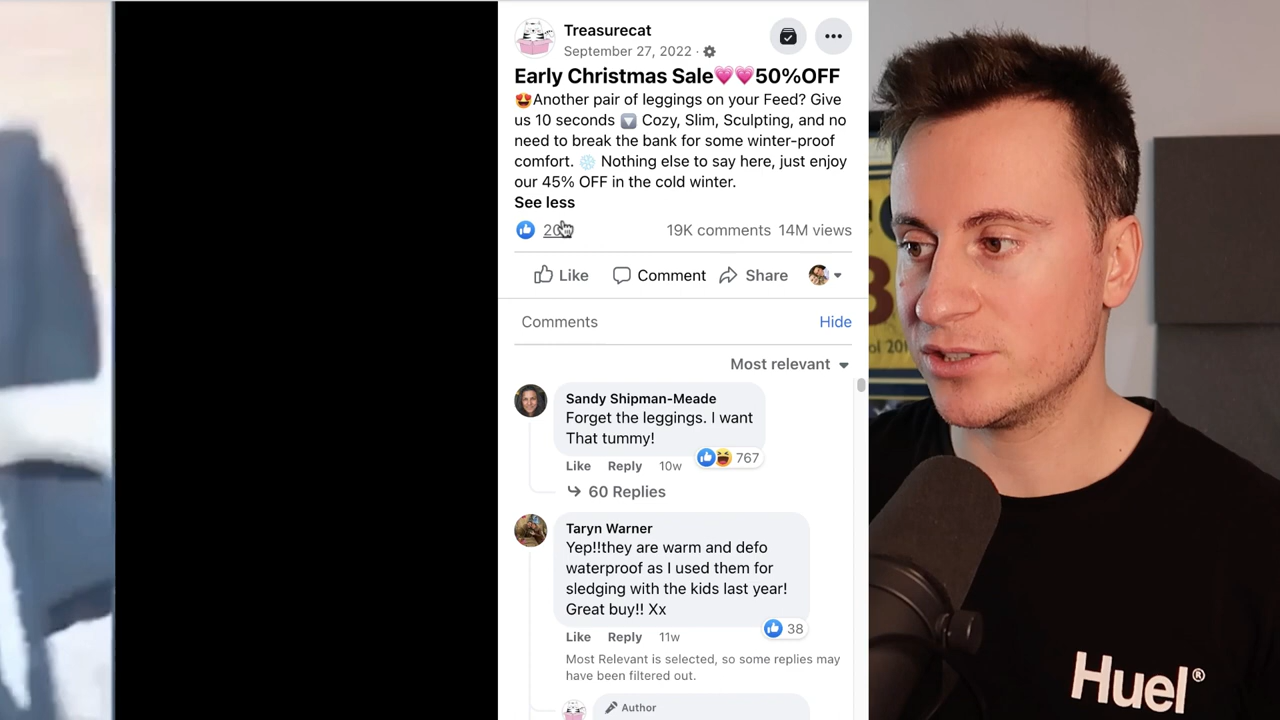 Treasurecat
September 27, 2022 ·
Early Christmas Sale💗💗50%OFF
😍Another pair of leggings on your Feed? Give
us 10 seconds 🔽 Cozy, Slim, Sculpting, and no
need to break the bank for some winter-proof
comfort. ❄️ Nothing else to say here, just enjoy
our 45% OFF in the cold winter.
See less
19K comments 14M views
Like Comment Share
Comments Hide
Most relevant
Sandy Shipman-Meade
Forget the leggings. I want
That tummy!
767
Like Reply 10w
60 Replies
Taryn Warner
Yep!!they are warm and defo
waterproof as I used them for
sledging with the kids last year!
Great buy!! Xx
38
Like Reply 11w
Most Relevant is selected, so some replies may
have been filtered out.
Author
8
Huel®